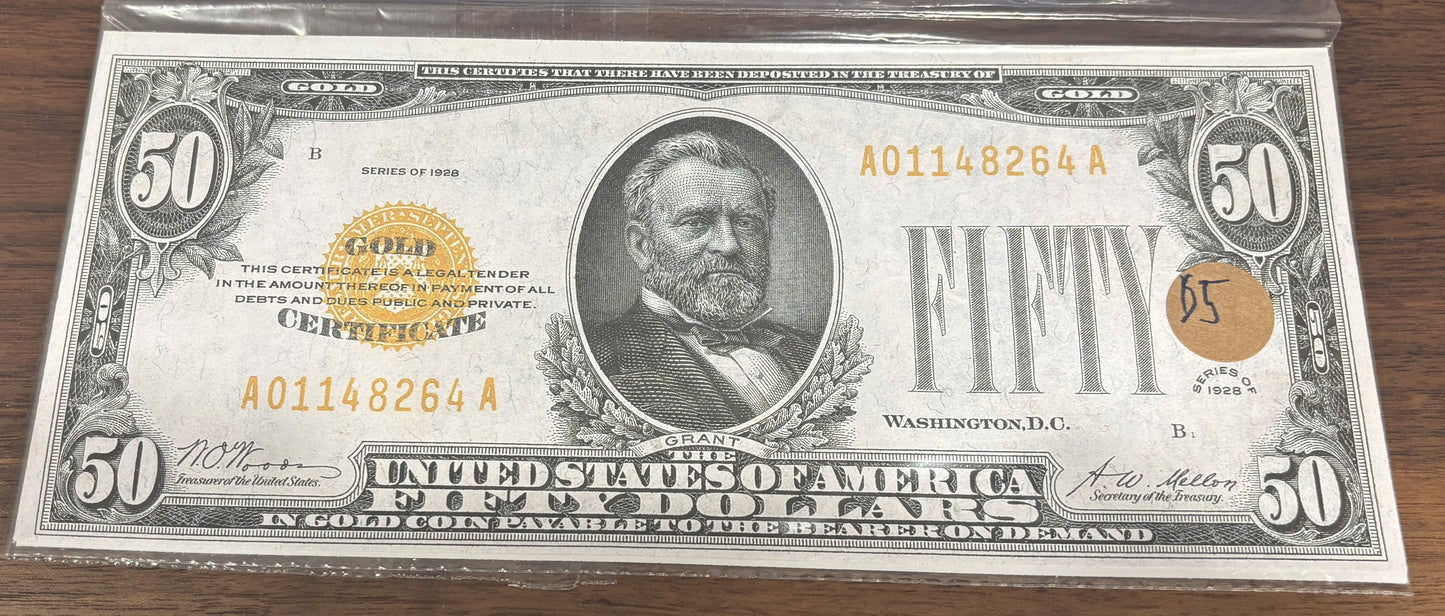 THIS CERTIFIES THAT THERE HAVE BEEN DEPOSITED IN THE TREASURY OF
GOLD
GOLD
50
50
B
SERIES OF 1928
A01148264A
GOLD
THIS CERTIFICATE IS A LEGAL TENDER
IN THE AMOUNT THEREOF IN PAYMENT OF ALL
DEBTS AND DUES PUBLIC AND PRIVATE.
CERTIFICATE
FIFTY
$5
50
50
SERIES OF
1928
A01148264A
WASHINGTON, D.C.
B1
GRANT
50
W.O. Woods
Treasurer of the United States.
A. W. Mellon
Secretary of the Treasury.
50
THE
UNITED STATES OF AMERICA
FIFTY DOLLARS
IN GOLD COIN PAYABLE TO THE BEARER ON DEMAND